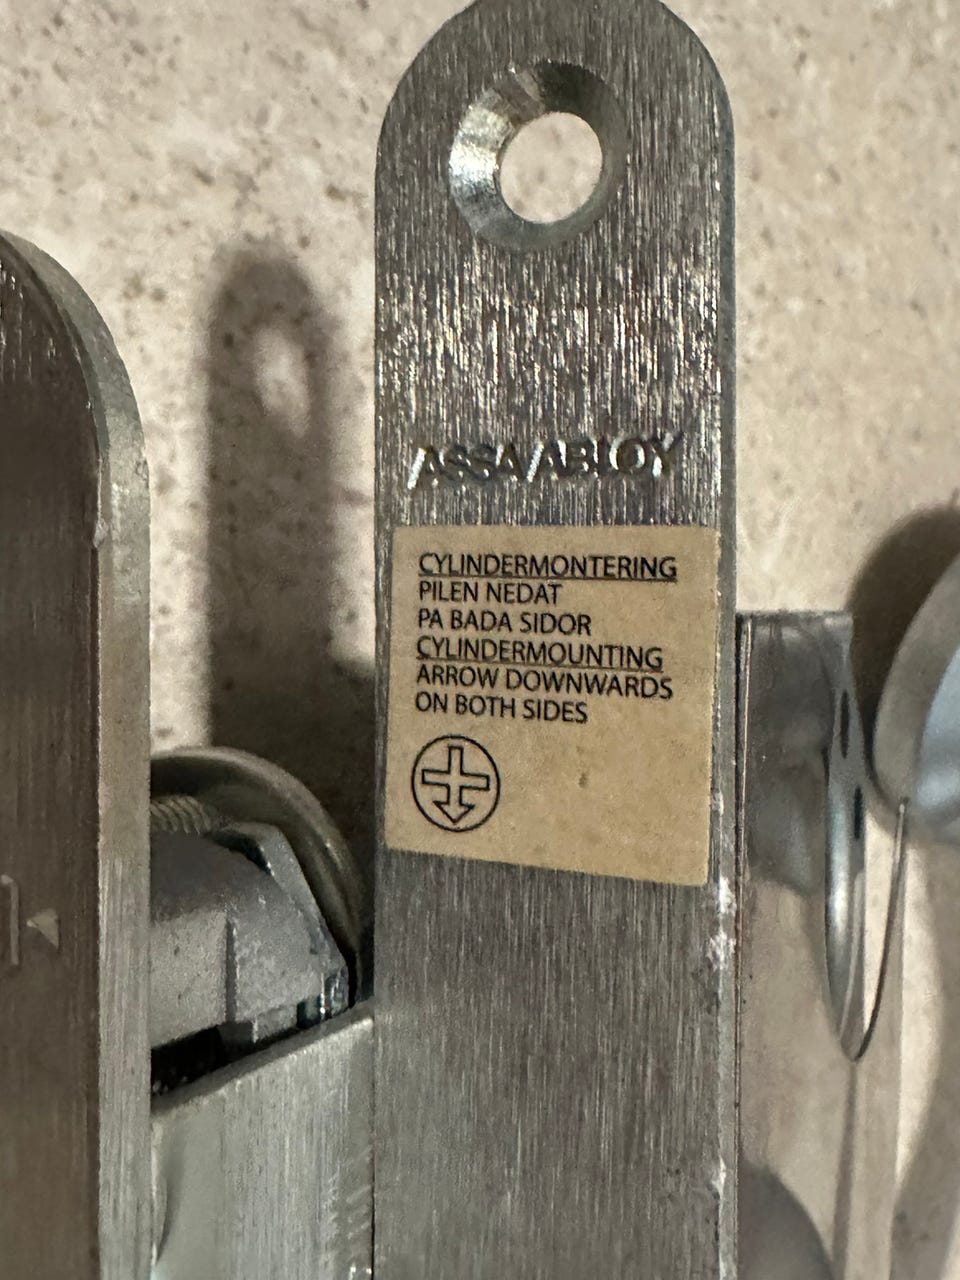 ASSA ABLOY
CYLINDERMONTERING
PILEN NEDAT
PA BADA SIDOR
CYLINDERMOUNTING
ARROW DOWNWARDS
ON BOTH SIDES